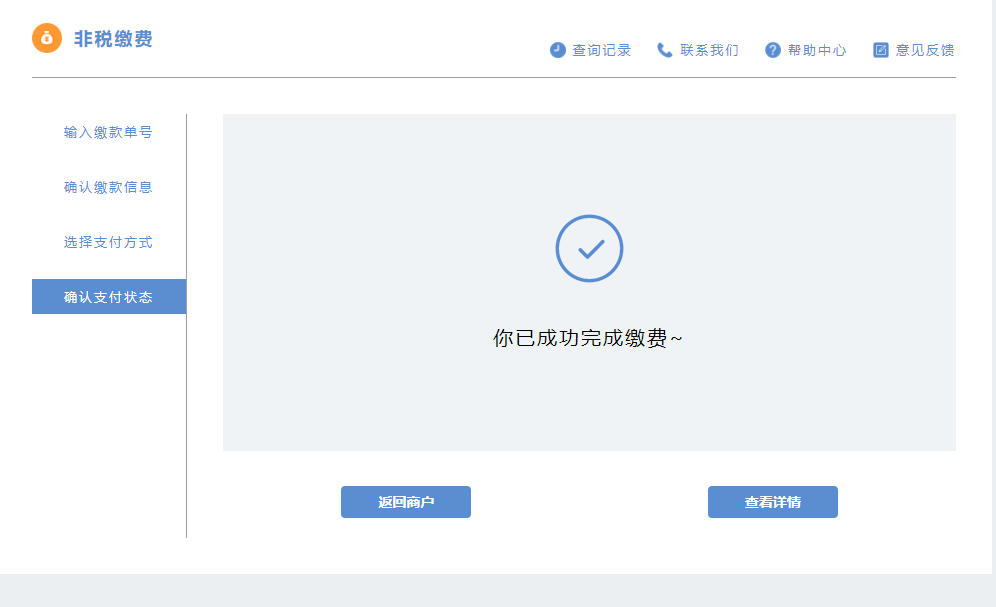 非税缴费
查询记录 联系我们 帮助中心 意见反馈
输入缴款单号
确认缴款信息
选择支付方式
确认支付状态
你已成功完成缴费~
返回商户 查看详情